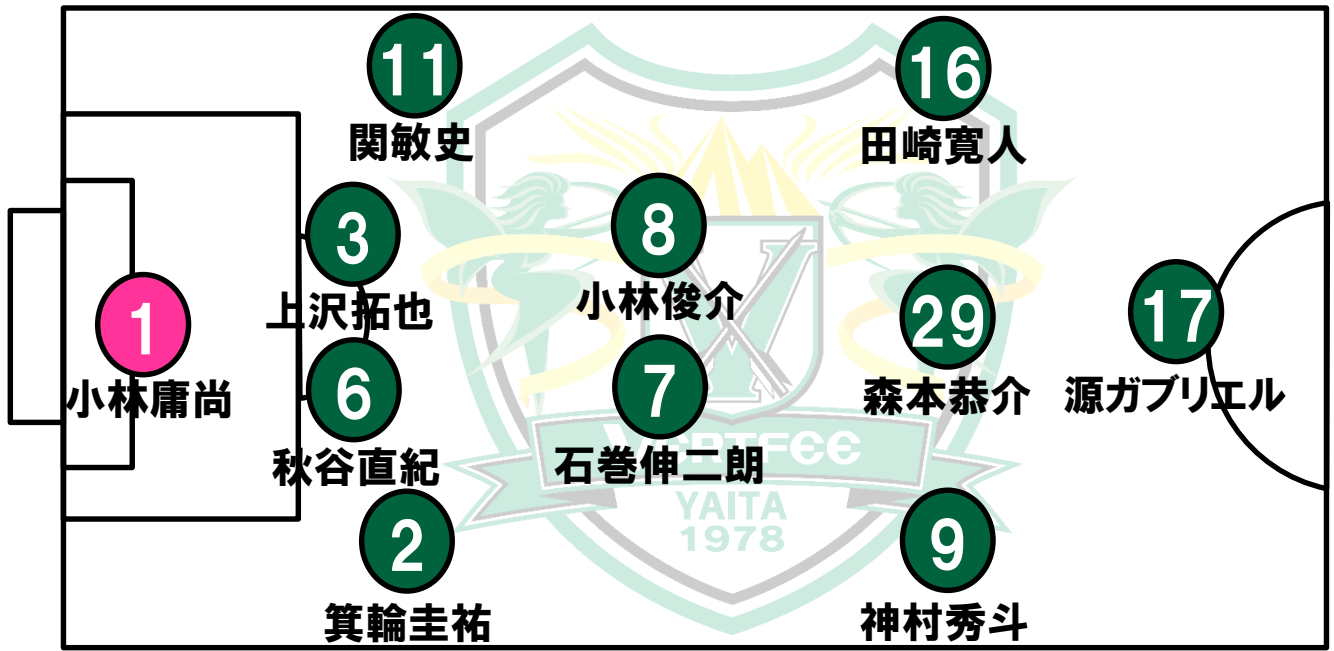 11
関敏史
16
田崎寛人
3
上沢拓也
8
小林俊介
1
小林庸尚
29
森本恭介
17
源ガブリエル
6
秋谷直紀
7
石巻伸二朗
VERTFEE
YAITA
1978
2
箕輪圭祐
9
神村秀斗